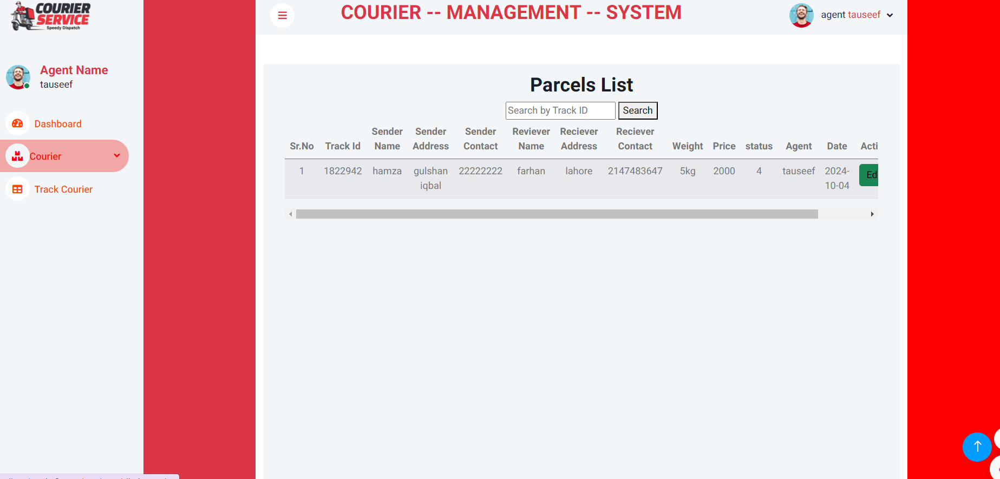 COURIER
SERVICE
Speedy Dispatch
COURIER -- MANAGEMENT -- SYSTEM
agent tauseef
Agent Name
tauseef
Dashboard
Courier
Track Courier
Parcels List
Search by Track ID Search
Sender Sender Sender Reviever Reciever Reciever
Sr.No Track Id Name Address Contact Name Address Contact Weight Price status Agent Date Acti
1 1822942 hamza gulshan 22222222 farhan lahore 2147483647 5kg 2000 4 tauseef 2024- Ed
iqbal 10-04